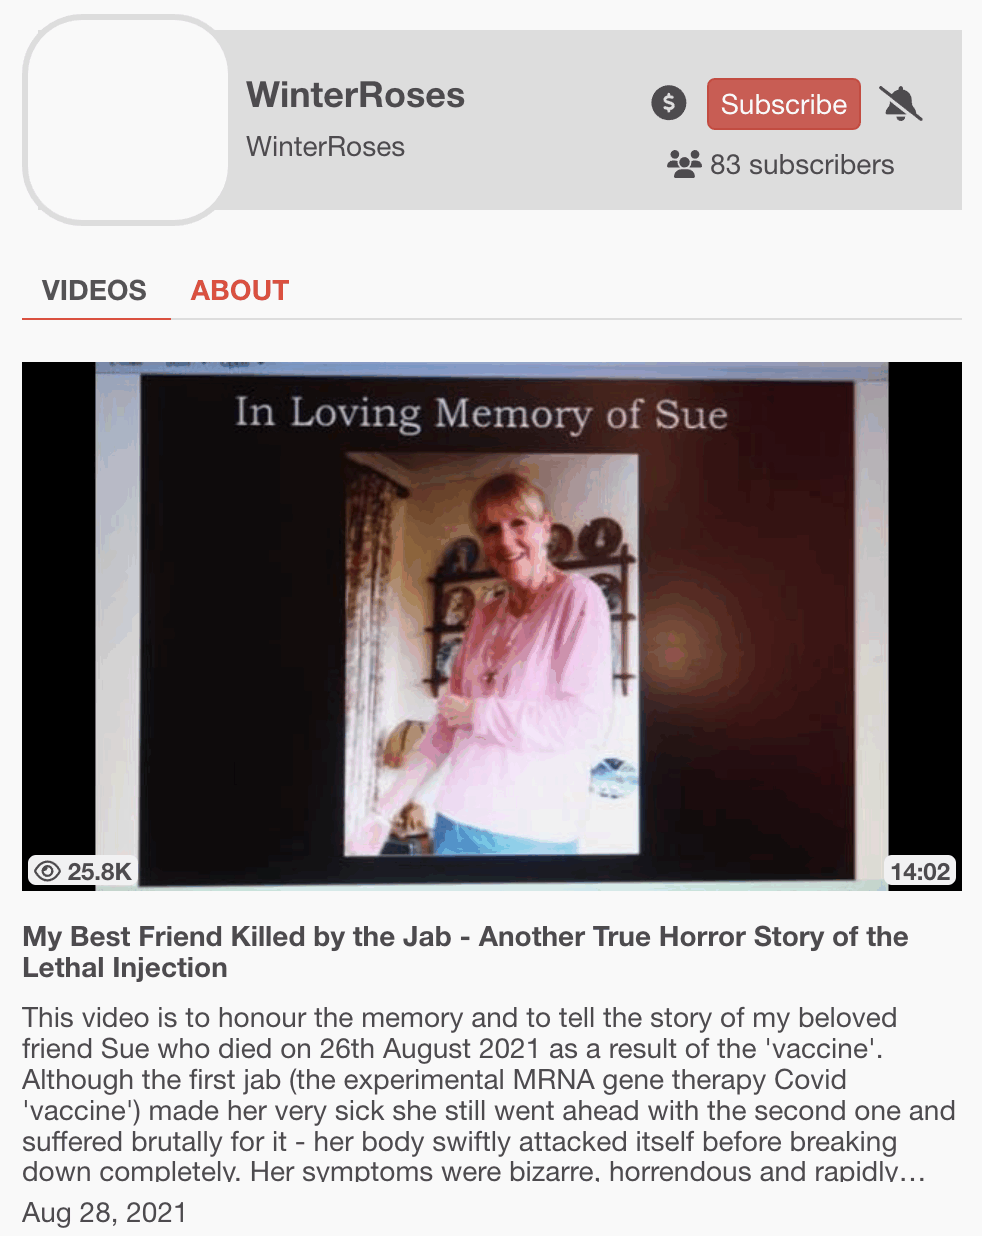 WinterRoses
WinterRoses
Subscribe
83 subscribers
VIDEOS
ABOUT
In Loving Memory of Sue
25.8K
14:02
My Best Friend Killed by the Jab - Another True Horror Story of the
Lethal Injection
This video is to honour the memory and to tell the story of my beloved
friend Sue who died on 26th August 2021 as a result of the 'vaccine'.
Although the first jab (the experimental MRNA gene therapy Covid
'vaccine') made her very sick she still went ahead with the second one and
suffered brutally for it - her body swiftly attacked itself before breaking
down completely. Her symptoms were bizarre, horrendous and rapidly...
Aug 28, 2021